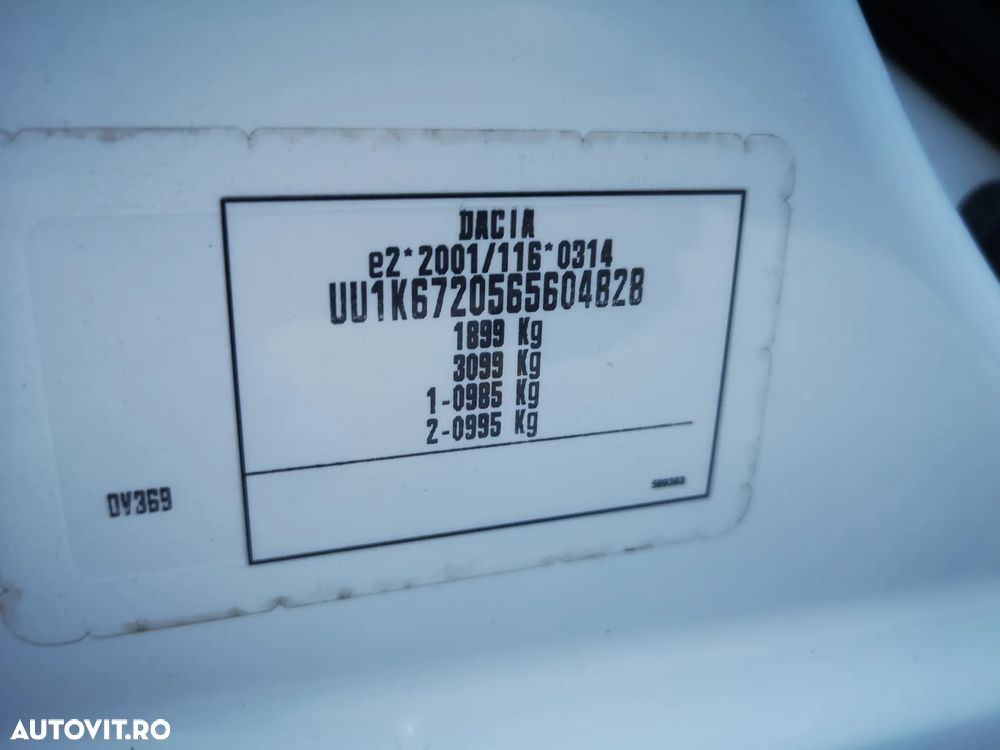 DACIA
e2*2001/116*0314
UU1K6720565604828
1899 Kg
3099 Kg
1-0985 Kg
2-0995 Kg
DV369
AUTOVIT.RO